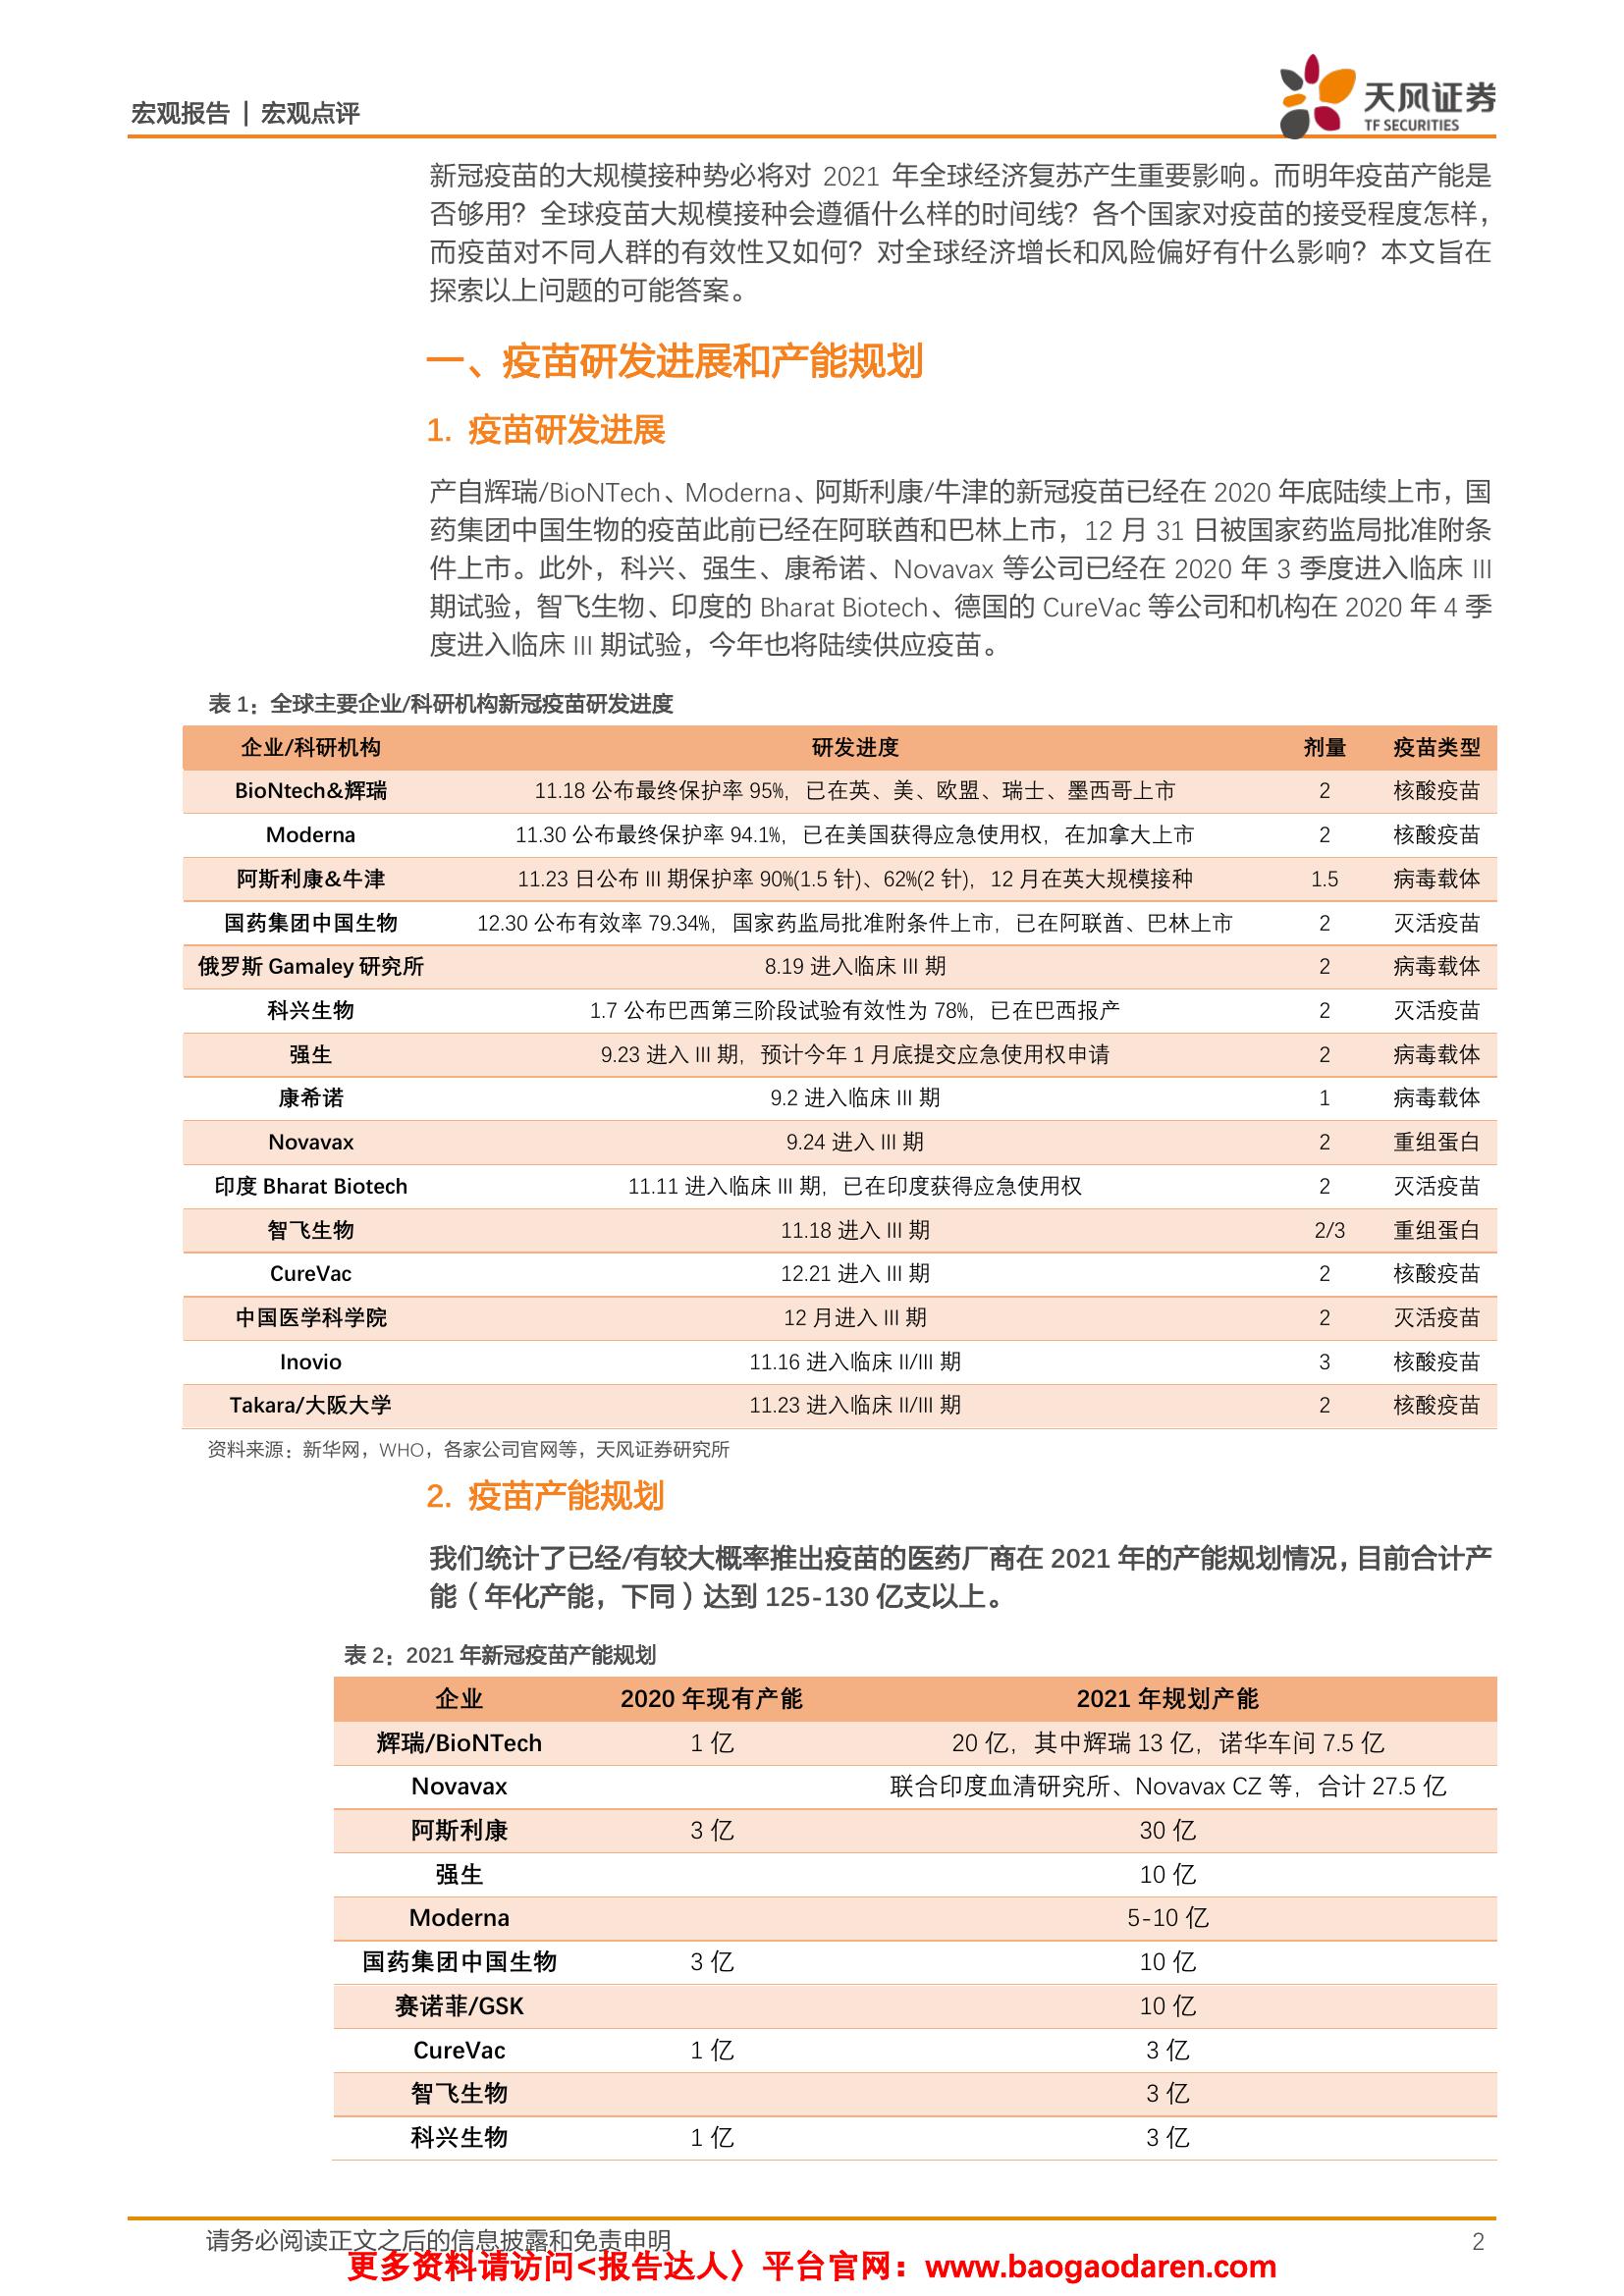 宏观报告 | 宏观点评
天风证券
TF SECURITIES
新冠疫苗的大规模接种势必将对 2021 年全球经济复苏产生重要影响。而明年疫苗产能是
否够用？全球疫苗大规模接种会遵循什么样的时间线？各个国家对疫苗的接受程度怎样，
而疫苗对不同人群的有效性又如何？对全球经济增长和风险偏好有什么影响？本文旨在
探索以上问题的可能答案。
一、疫苗研发进展和产能规划
1. 疫苗研发进展
产自辉瑞/BioNTech、Moderna、阿斯利康/牛津的新冠疫苗已经在 2020 年底陆续上市，国
药集团中国生物的疫苗此前已经在阿联酋和巴林上市，12 月 31 日被国家药监局批准附条
件上市。此外，科兴、强生、康希诺、Novavax 等公司已经在 2020 年 3 季度进入临床 III
期试验，智飞生物、印度的 Bharat Biotech、德国的 CureVac 等公司和机构在 2020 年 4 季
度进入临床 III 期试验，今年也将陆续供应疫苗。
表 1：全球主要企业/科研机构新冠疫苗研发进度
企业/科研机构 研发进度 剂量 疫苗类型
BioNtech&辉瑞 11.18 公布最终保护率 95%，已在英、美、欧盟、瑞士、墨西哥上市 2 核酸疫苗
Moderna 11.30 公布最终保护率 94.1%，已在美国获得应急使用权，在加拿大上市 2 核酸疫苗
阿斯利康&牛津 11.23 日公布 III 期保护率 90%(1.5 针)、62%(2 针)，12 月在英大规模接种 1.5 病毒载体
国药集团中国生物 12.30 公布有效率 79.34%，国家药监局批准附条件上市，已在阿联酋、巴林上市 2 灭活疫苗
俄罗斯 Gamaley 研究所 8.19 进入临床 III 期 2 病毒载体
科兴生物 1.7 公布巴西第三阶段试验有效性为 78%，已在巴西报产 2 灭活疫苗
强生 9.23 进入 III 期，预计今年 1 月底提交应急使用权申请 2 病毒载体
康希诺 9.2 进入临床 III 期 1 病毒载体
Novavax 9.24 进入 III 期 2 重组蛋白
印度 Bharat Biotech 11.11 进入临床 III 期，已在印度获得应急使用权 2 灭活疫苗
智飞生物 11.18 进入 III 期 2/3 重组蛋白
CureVac 12.21 进入 III 期 2 核酸疫苗
中国医学科学院 12 月进入 III 期 2 灭活疫苗
Inovio 11.16 进入临床 II/III 期 3 核酸疫苗
Takara/大阪大学 11.23 进入临床 II/III 期 2 核酸疫苗
资料来源：新华网，WHO，各家公司官网等，天风证券研究所
2. 疫苗产能规划
我们统计了已经/有较大概率推出疫苗的医药厂商在 2021 年的产能规划情况，目前合计产
能（年化产能，下同）达到 125-130 亿支以上。
表 2：2021 年新冠疫苗产能规划
企业 2020 年现有产能 2021 年规划产能
辉瑞/BioNTech 1 亿 20 亿，其中辉瑞 13 亿，诺华车间 7.5 亿
Novavax 联合印度血清研究所、Novavax CZ 等，合计 27.5 亿
阿斯利康 3 亿 30 亿
强生 10 亿
Moderna 5-10 亿
国药集团中国生物 3 亿 10 亿
赛诺菲/GSK 10 亿
CureVac 1 亿 3 亿
智飞生物 3 亿
科兴生物 1 亿 3 亿
请务必阅读正文之后的信息披露和免责申明 2
更多资料请访问<报告达人〉平台官网：www.baogaodaren.com